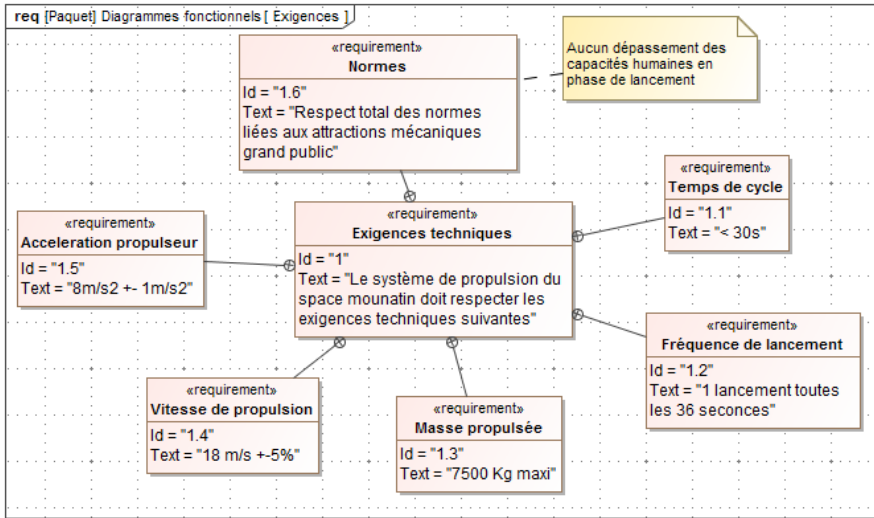 req [Paquet] Diagrammes fonctionnels [ Exigences ]
«requirement»
Normes
Id = "1.6"
Text = "Respect total des normes
liées aux attractions mécaniques
grand public"
Aucun dépassement des
capacités humaines en
phase de lancement
«requirement»
Temps de cycle
Id = "1.1"
Text = "< 30s"
«requirement»
Acceleration propulseur
Id = "1.5"
Text = "8m/s2 +- 1m/s2"
«requirement»
Exigences techniques
Id = "1"
Text = "Le système de propulsion du
space mounatin doit respecter les
exigences techniques suivantes"
«requirement»
Fréquence de lancement
Id = "1.2"
Text = "1 lancement toutes
les 36 seconces"
«requirement»
Vitesse de propulsion
Id = "1.4"
Text = "18 m/s +-5%"
«requirement»
Masse propulsée
Id = "1.3"
Text = "7500 Kg maxi"